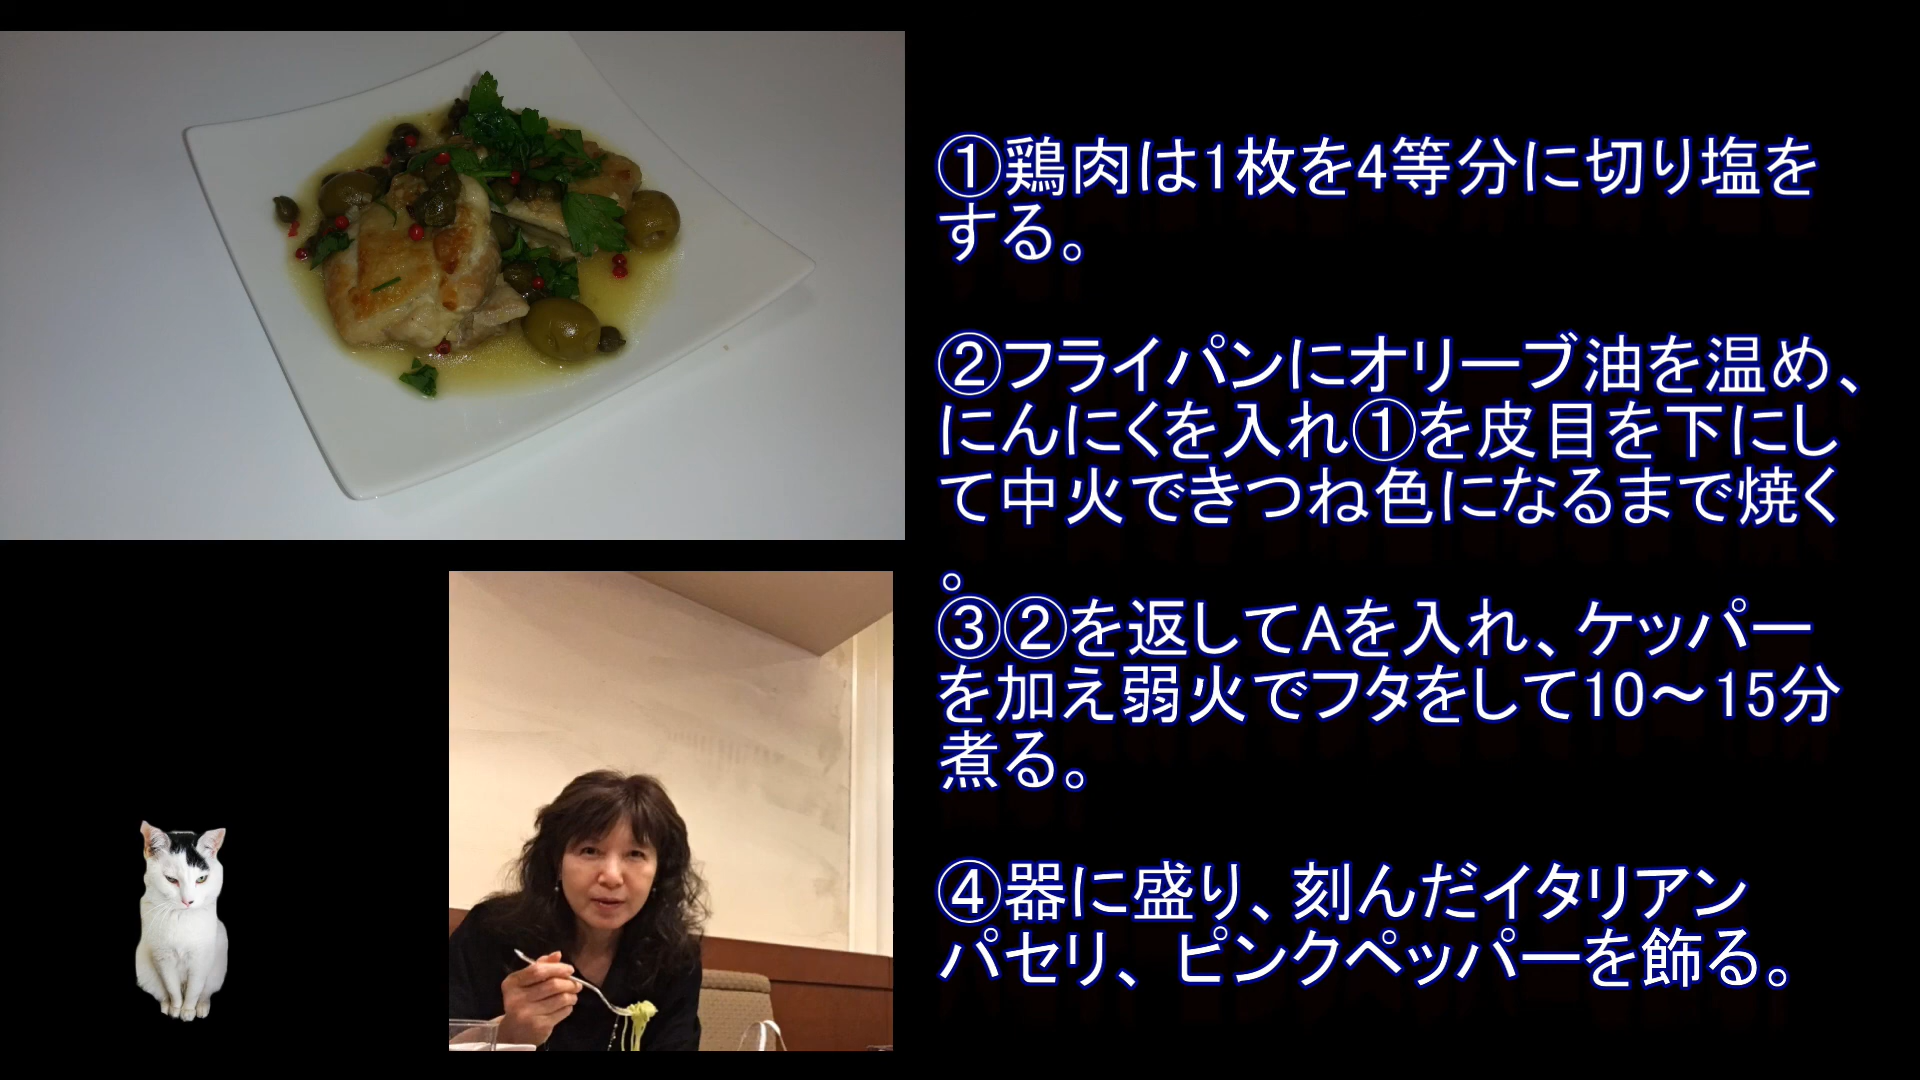 ①鶏肉は1枚を4等分に切り塩を
する。
②フライパンにオリーブ油を温め、
にんにくを入れ①を皮目を下にし
て中火できつね色になるまで焼く
。
③②を返してAを入れ、ケッパー
を加え弱火でフタをして10～15分
煮る。
④器に盛り、刻んだイタリアン
パセリ、ピンクペッパーを飾る。